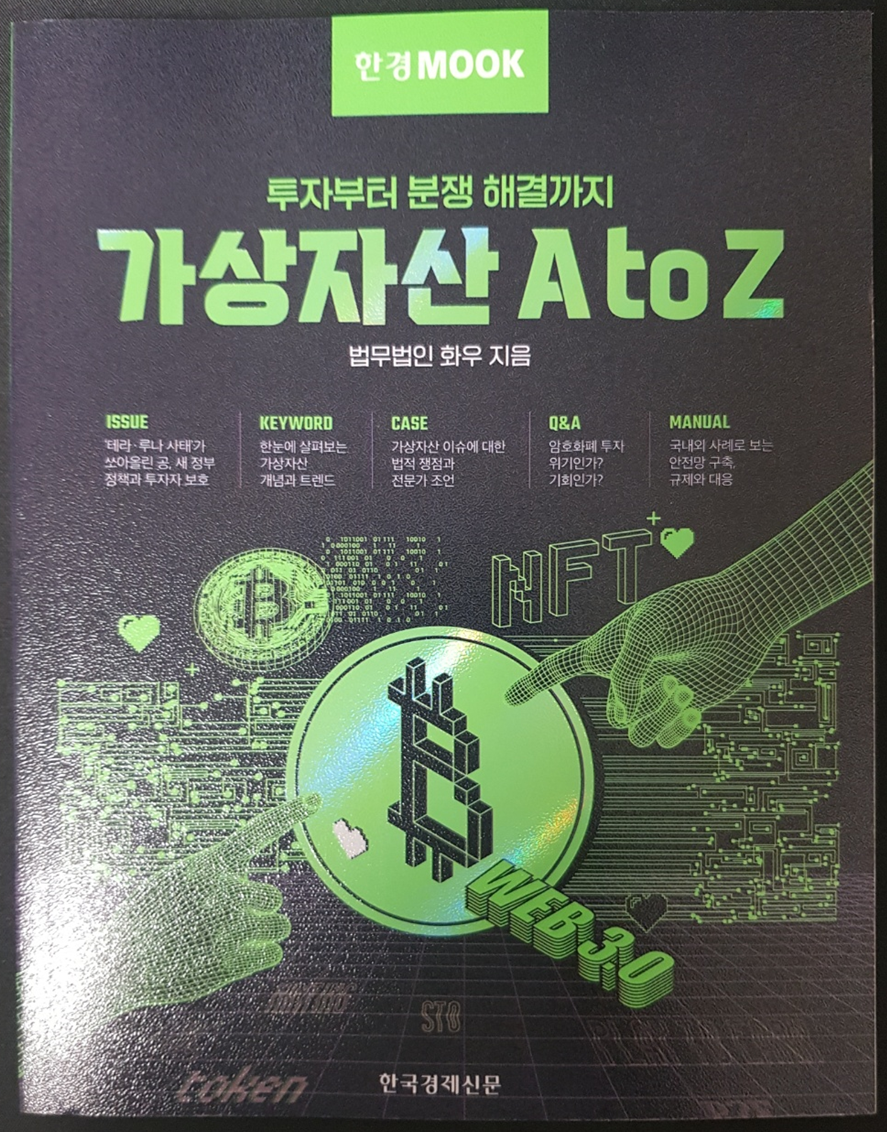 한경MOOK
투자부터 분쟁 해결까지
가상자산 A to Z
법무법인 화우 지음
ISSUE
'테라·루나 사태'가
쏘아올린 공, 새 정부
정책과 투자자 보호
KEYWORD
한눈에 살펴보는
가상자산
개념과 트렌드
CASE
가상자산 이슈에 대한
법적 쟁점과
전문가 조언
Q&A
암호화폐 투자
위기인가?
기회인가?
MANUAL
국내외 사례로 보는
안전망 구축,
규제와 대응
NFT
WEB 3.0
STO
token
한국경제신문